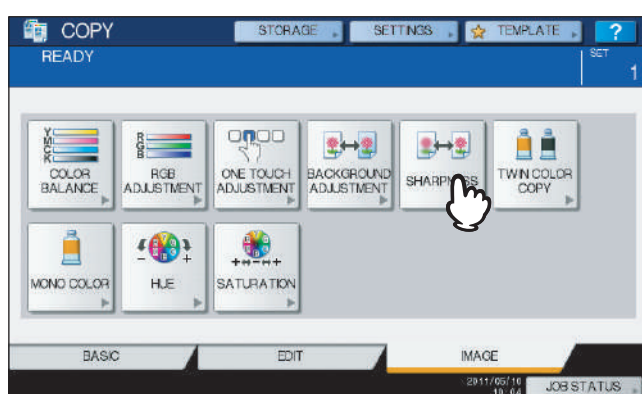 COPY
STORAGE
SETTINGS
TEMPLATE
?
READY
SET
1
Y
M
C
K
COLOR
BALANCE
R
G
B
RGB
ADJUSTMENT
ONE TOUCH
ADJUSTMENT
BACKGROUND
ADJUSTMENT
SHARPNESS
TWIN COLOR
COPY
MONO COLOR
HUE
SATURATION
BASIC
EDIT
IMAGE
2011/05/10
JOB STATUS